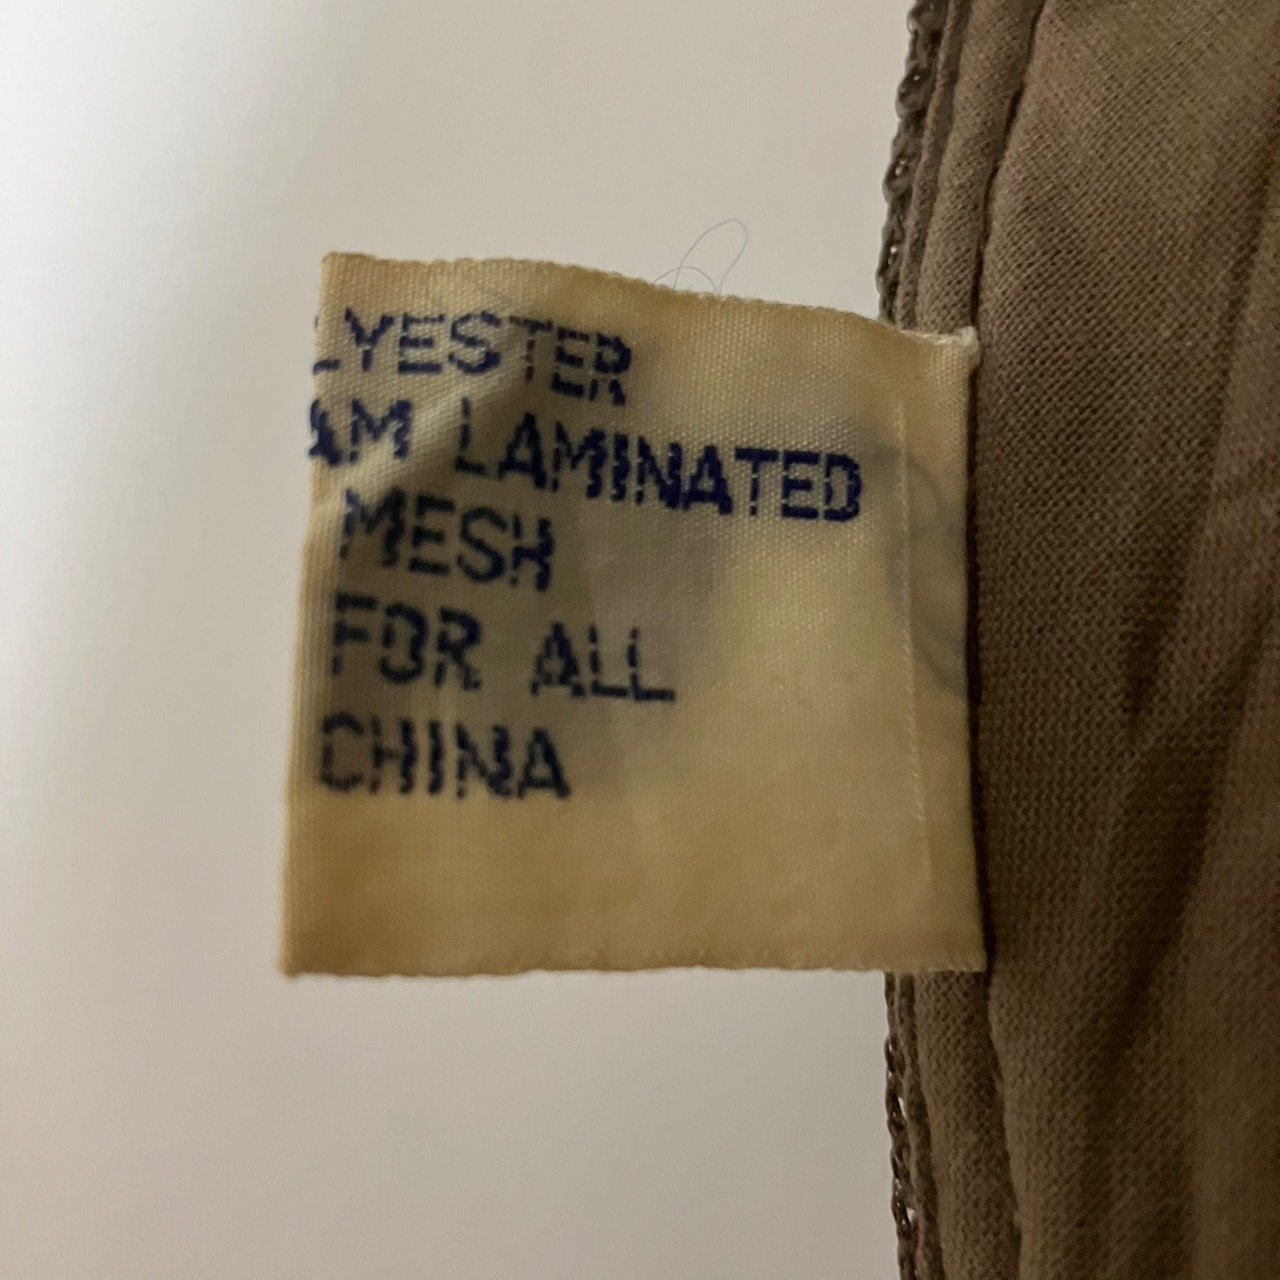 LYESTER
AM LAMINATED
MESH
FOR ALL
CHINA